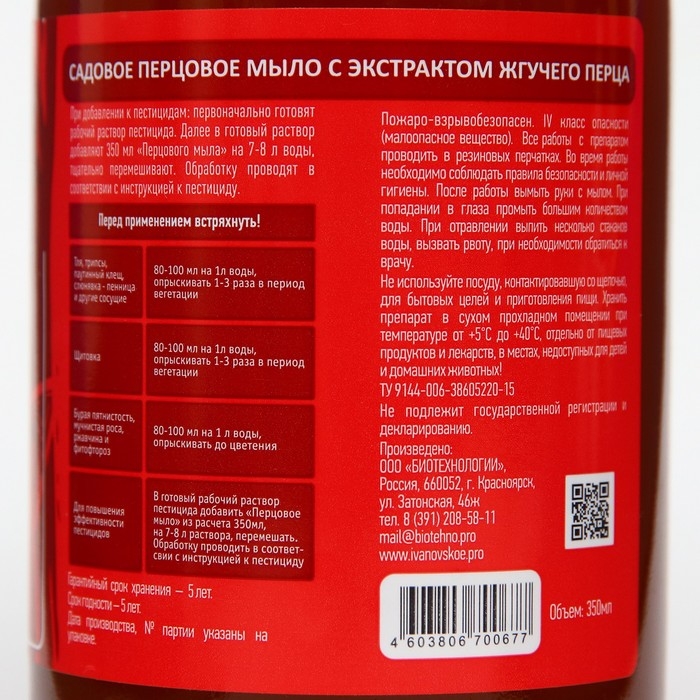 САДОВОЕ ПЕРЦОВОЕ МЫЛО С ЭКСТРАКТОМ ЖГУЧЕГО ПЕРЦА
При добавлении к пестицидам: первоначально готовят
рабочий раствор пестицида. Далее в готовый раствор
добавляют 350 мл «Перцового мыла» на 7-8 л воды,
тщательно перемешивают. Обработку проводят в
соответствии с инструкцией к пестициду.
Перед применением встряхнуть!
Тля, трипсы,
паутинный клещ,
слюнявка - пенница
и другие сосущие
80-100 мл на 1л воды,
опрыскивать 1-3 раза в период
вегетации
Щитовка
80-100 мл на 1л воды,
опрыскивать 1-3 раза в период
вегетации
Бурая пятнистость,
мучнистая роса,
ржавчина и
фитофтороз
80-100 мл на 1 л воды,
опрыскивать до цветения
Для повышения
эффективности
пестицидов
В готовый рабочий раствор
пестицида добавить «Перцовое
мыло» из расчета 350мл,
на 7-8 л раствора, перемешать.
Обработку проводить в соответ-
свии с инструкцией к пестициду
Гарантийный срок хранения – 5 лет.
Срок годности – 5 лет.
Дата производства, № партии указаны на
упаковке.
Пожаро-взрывобезопасен. IV класс опасности
(малоопасное вещество). Все работы с препаратом
проводить в резиновых перчатках. Во время работы
необходимо соблюдать правила безопасности и личной
гигиены. После работы вымыть руки с мылом. При
попадании в глаза промыть большим количеством
воды. При отравлении выпить несколько стаканов
воды, вызвать рвоту, при необходимости обратиться к
врачу.
Не используйте посуду, контактировавшую со щелочью,
для бытовых целей и приготовления пищи. Хранить
препарат в сухом прохладном помещении при
температуре от +5°С до +40°С, отдельно от пищевых
продуктов и лекарств, в местах, недоступных для детей
и домашних животных!
ТУ 9144-006-38605220-15
Не подлежит государственной регистрации и
декларированию.
Произведено:
ООО «БИОТЕХНОЛОГИИ»,
Россия, 660052, г. Красноярск,
ул. Затонская, 46ж
тел. 8 (391) 208-58-11
mail@biotehno.pro
www.ivanovskoe.pro
4 603806 700677
Объем: 350мл